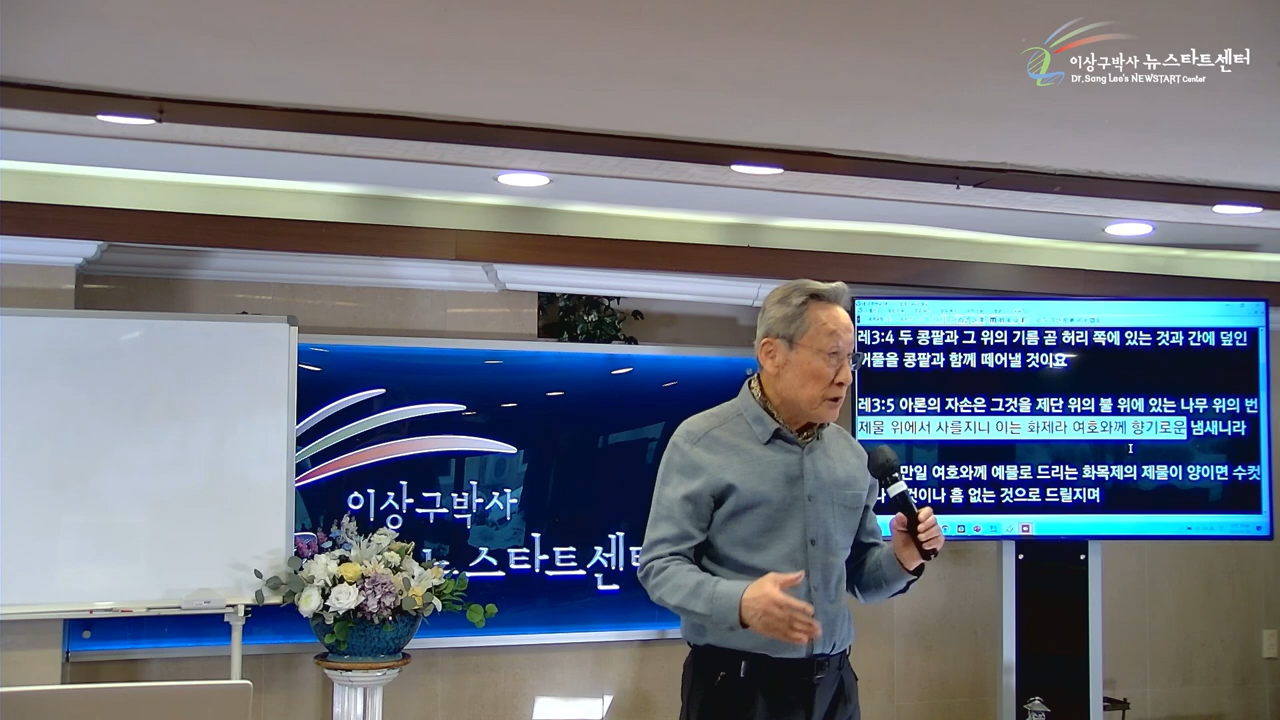 이상구박사 뉴스타트센터
Dr. Sang Lee's NEWSTART Center
레3:4 두 콩팥과 그 위의 기름 곧 허리 쪽에 있는 것과 간에 덮인
꺼풀을 콩팥과 함께 떼어낼 것이요
레3:5 아론의 자손은 그것을 제단 위의 불 위에 있는 나무 위의 번
제물 위에서 사를지니 이는 화제라 여호와께 향기로운 냄새니라
만일 여호와께 예물로 드리는 화목제의 제물이 양이면 수컷
것이나 흠 없는 것으로 드릴지며
이상구박사
뉴스타트센